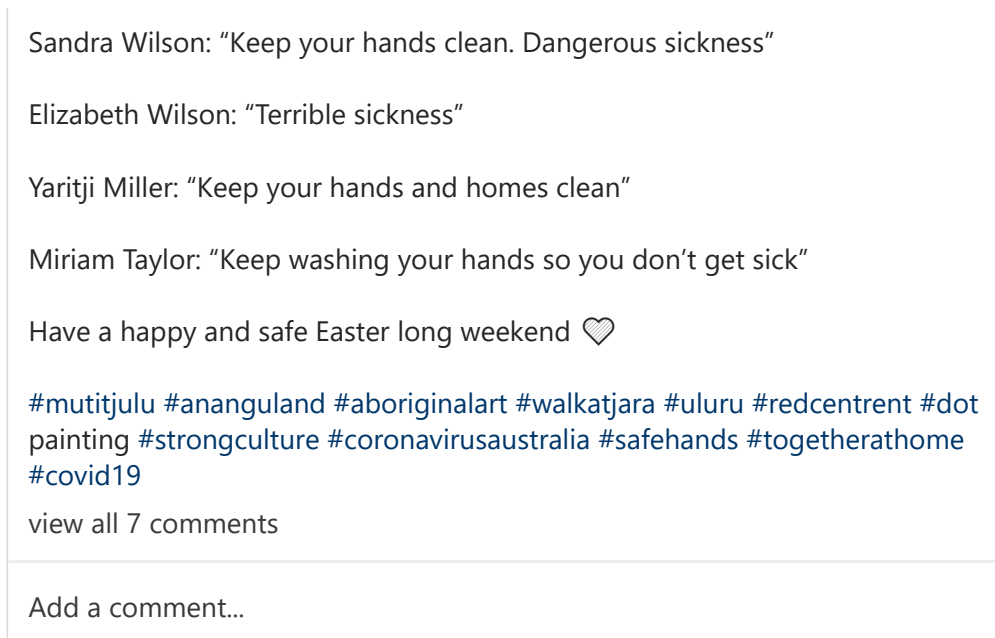 Sandra Wilson: “Keep your hands clean. Dangerous sickness”
Elizabeth Wilson: “Terrible sickness”
Yaritji Miller: “Keep your hands and homes clean”
Miriam Taylor: “Keep washing your hands so you don’t get sick”
Have a happy and safe Easter long weekend 🤍
#mutitjulu #ananguland #aboriginalart #walkatjara #uluru #redcentrent #dot
painting #strongculture #coronavirusaustralia #safehands #togetherathome
#covid19
view all 7 comments
Add a comment...